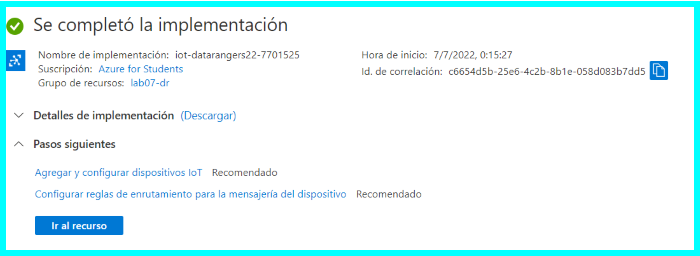 Se completó la implementación
Nombre de implementación: iot-datarangers22-7701525
Suscripción: Azure for Students
Grupo de recursos: lab07-dr
Hora de inicio: 7/7/2022, 0:15:27
Id. de correlación: c6654d5b-25e6-4c2b-8b1e-058d083b7dd5
Detalles de implementación (Descargar)
Pasos siguientes
Agregar y configurar dispositivos IoT Recomendado
Configurar reglas de enrutamiento para la mensajería del dispositivo Recomendado
Ir al recurso